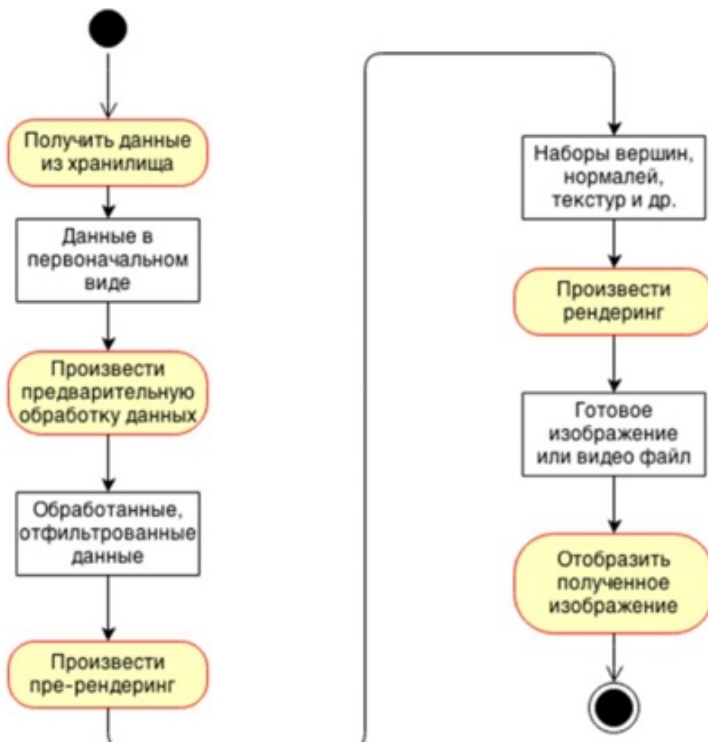 Получить данные
из хранилища
Данные в
первоначальном
виде
Произвести
предварительную
обработку данных
Обработанные,
отфильтрованные
данные
Произвести
пре-рендеринг
Наборы вершин,
нормалей,
текстур и др.
Произвести
рендеринг
Готовое
изображение
или видео файл
Отобразить
полученное
изображение